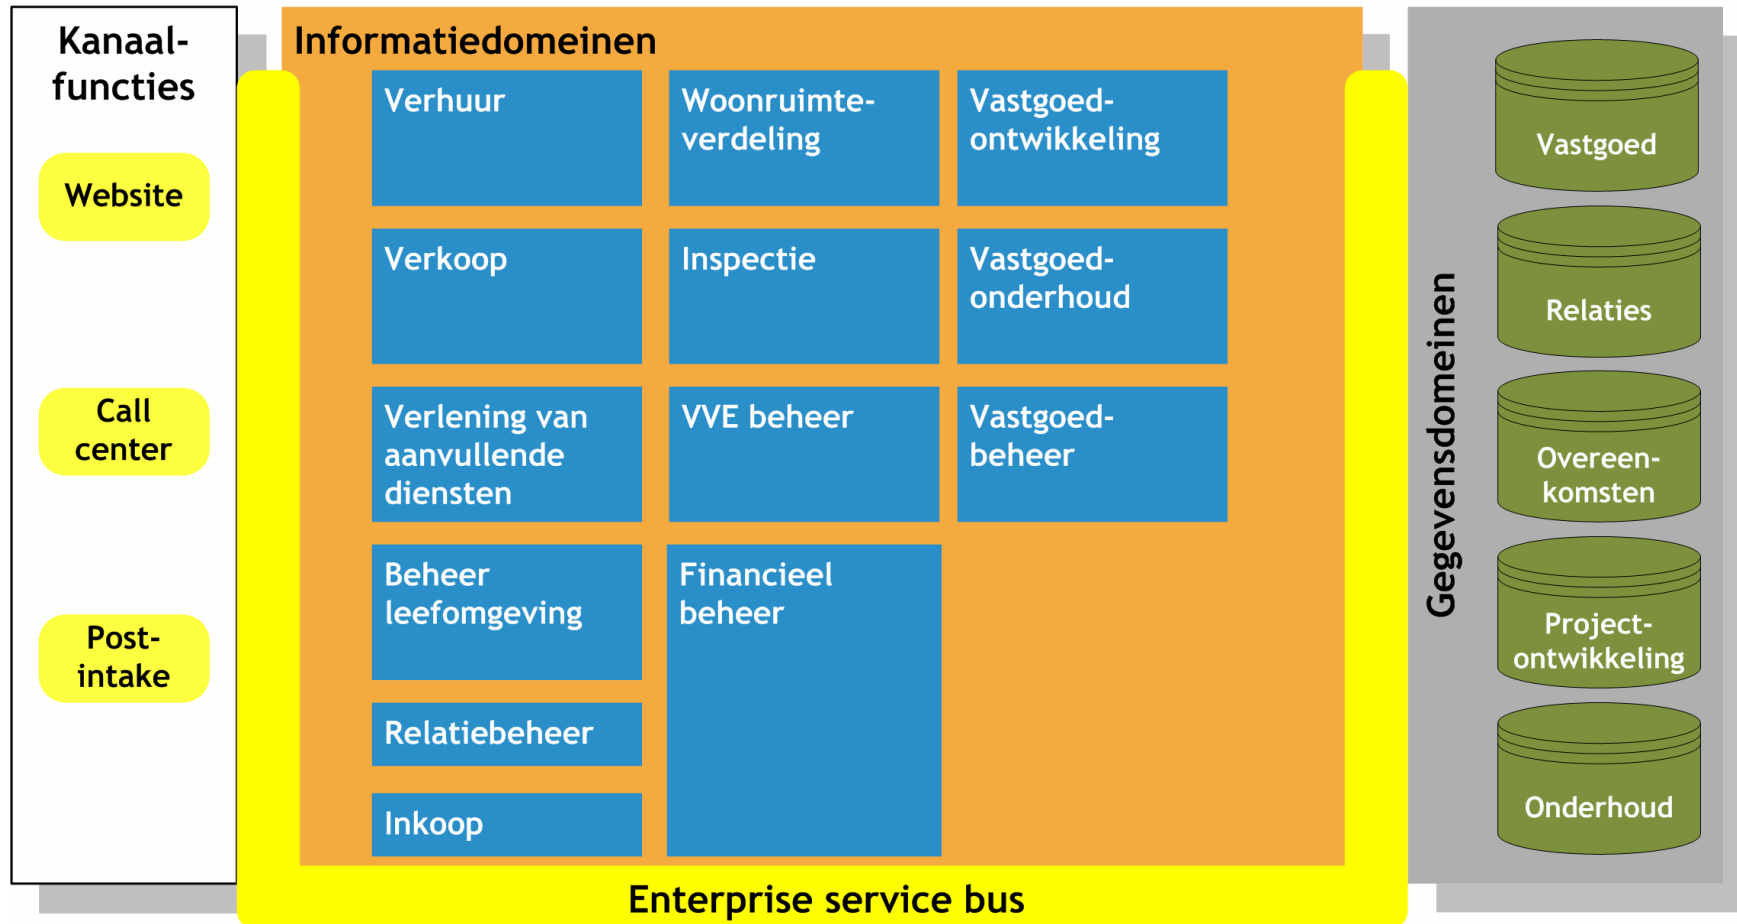 Kanaal-
functies
Website
Call
center
Post-
intake
Informatiedomeinen
Verhuur
Woonruimte-
verdeling
Vastgoed-
ontwikkeling
Verkoop
Inspectie
Vastgoed-
onderhoud
Verlening van
aanvullende
diensten
VVE beheer
Vastgoed-
beheer
Beheer
leefomgeving
Financieel
beheer
Relatiebeheer
Inkoop
Enterprise service bus
Gegevensdomeinen
Vastgoed
Relaties
Overeen-
komsten
Project-
ontwikkeling
Onderhoud